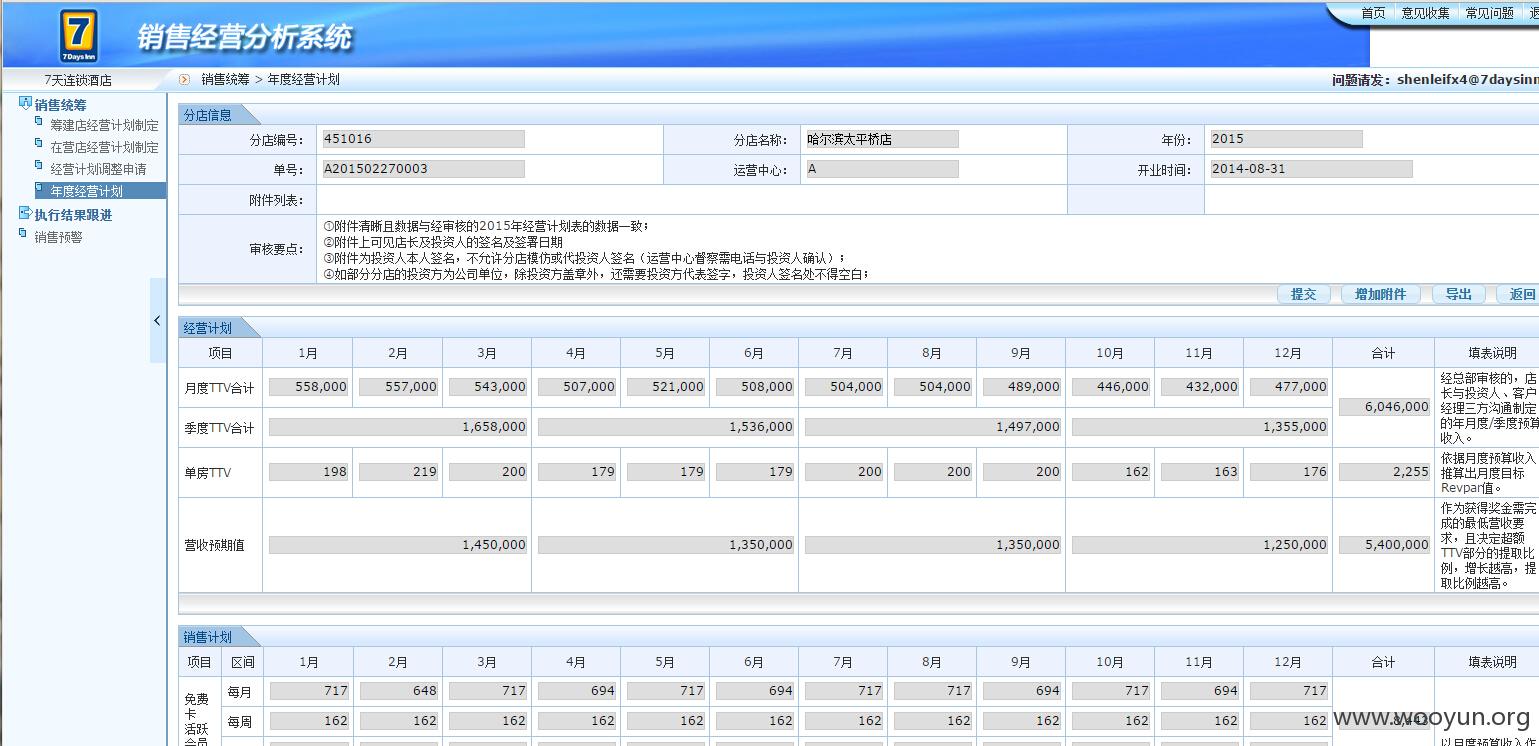 7
7Days Inn
销售经营分析系统
首页 意见收集 常见问题
7天连锁酒店
销售统筹 > 年度经营计划
问题请发：shenleifx4@7daysinn
销售统筹
筹建店经营计划制定
在营店经营计划制定
经营计划调整申请
年度经营计划
执行结果跟进
销售预警
分店信息
分店编号： 451016 分店名称： 哈尔滨太平桥店 年份： 2015
单号： A201502270003 运营中心： A 开业时间： 2014-08-31
附件列表：
审核要点：
①附件清晰且数据与经审核的2015年经营计划表的数据一致；
②附件上可见店长及投资人的签名及签署日期
③附件为投资人本人签名，不允许分店模仿或代投资人签名（运营中心督察需电话与投资人确认）；
④如部分分店的投资方为公司单位，除投资方盖章外，还需要投资方代表签字，投资人签名处不得空白；
提交 增加附件 导出 返回
经营计划
项目 1月 2月 3月 4月 5月 6月 7月 8月 9月 10月 11月 12月 合计 填表说明
月度TTV合计 558,000 557,000 543,000 507,000 521,000 508,000 504,000 504,000 489,000 446,000 432,000 477,000 6,046,000
经总部审核的，店
长与投资人、客户
经理三方沟通制定
的年月度/季度预算
收入。
季度TTV合计 1,658,000 1,536,000 1,497,000 1,355,000
单房TTV 198 219 200 179 179 179 200 200 200 162 163 176 2,255
依据月度预算收入
推算出月度目标
Revpar值。
营收预期值 1,450,000 1,350,000 1,350,000 1,250,000 5,400,000
作为获得奖金需完
成的最低营收要
求，且决定超额
TTV部分的提取比
例，增长越高，提
取比例越高。
销售计划
项目 区间 1月 2月 3月 4月 5月 6月 7月 8月 9月 10月 11月 12月 合计 填表说明
免费
卡
活跃
会员
每月 717 648 717 694 717 694 717 717 694 717 694 717
每周 162 162 162 162 162 162 162 162 162 162 162 162
www.wooyun.org
以月度预算收入作